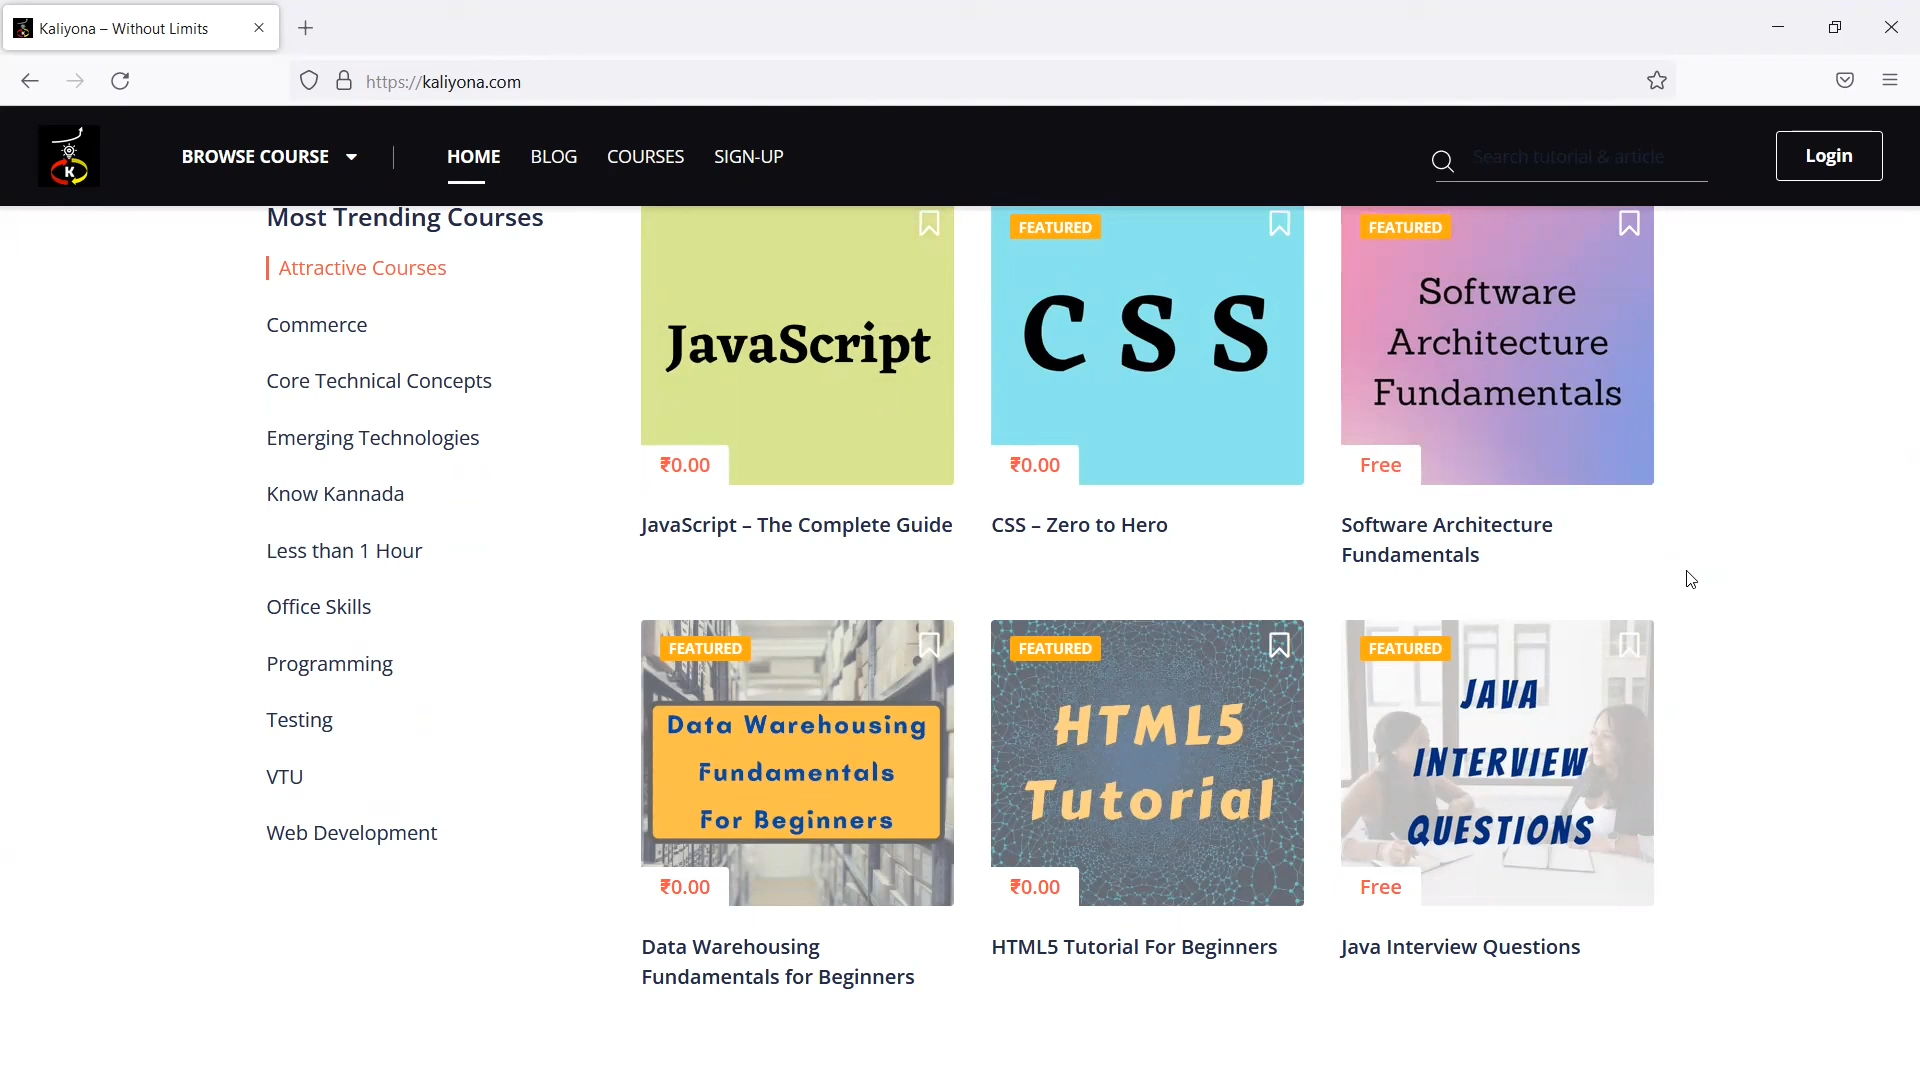 Kaliyona – Without Limits
https://kaliyona.com
K
BROWSE COURSE
HOME
BLOG
COURSES
SIGN-UP
Search tutorial & article
Login
Most Trending Courses
Attractive Courses
Commerce
Core Technical Concepts
Emerging Technologies
Know Kannada
Less than 1 Hour
Office Skills
Programming
Testing
VTU
Web Development
JavaScript
₹0.00
JavaScript – The Complete Guide
FEATURED
C S S
₹0.00
CSS – Zero to Hero
FEATURED
Software
Architecture
Fundamentals
Free
Software Architecture
Fundamentals
FEATURED
Data Warehousing
Fundamentals
For Beginners
₹0.00
Data Warehousing
Fundamentals for Beginners
FEATURED
HTML5
Tutorial
₹0.00
HTML5 Tutorial For Beginners
FEATURED
JAVA
INTERVIEW
QUESTIONS
Free
Java Interview Questions